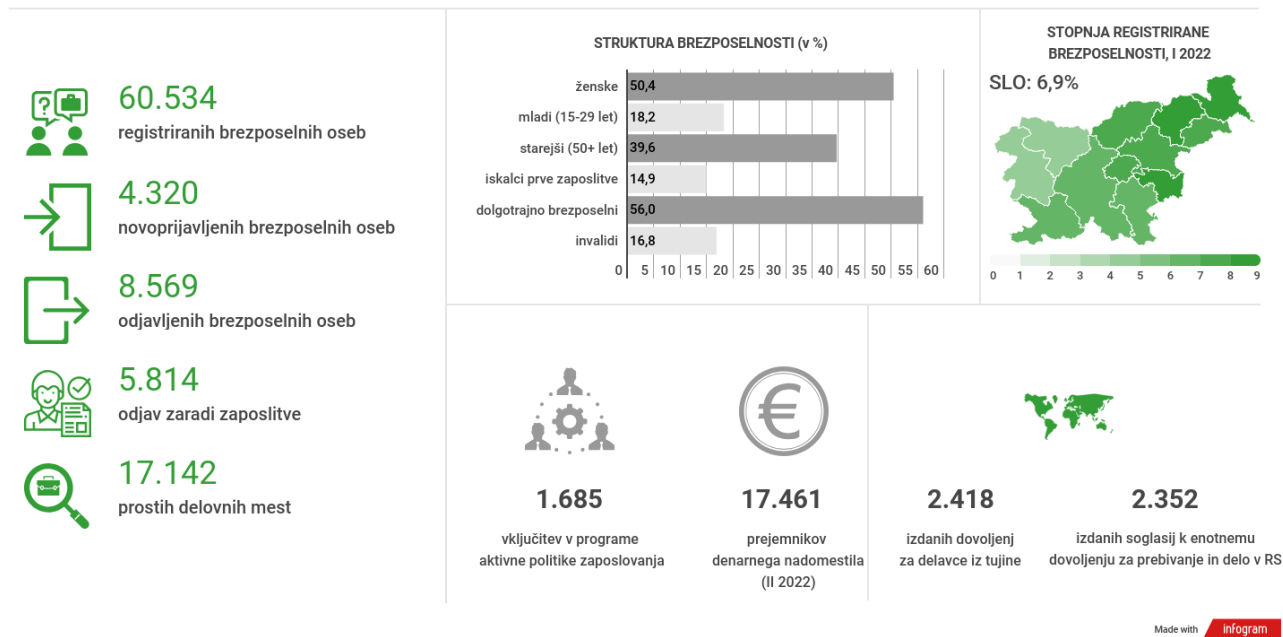 60.534
registriranih brezposelnih oseb
4.320
novoprijavljenih brezposelnih oseb
8.569
odjavljenih brezposelnih oseb
5.814
odjav zaradi zaposlitve
17.142
prostih delovnih mest
STRUKTURA BREZPOSELNOSTI (v %)
ženske 50,4
mladi (15-29 let) 18,2
starejši (50+ let) 39,6
iskalci prve zaposlitve 14,9
dolgotrajno brezposelni 56,0
invalidi 16,8
0 5 10 15 20 25 30 35 40 45 50 55 60
STOPNJA REGISTRIRANE
BREZPOSELNOSTI, I 2022
SLO: 6,9%
0 1 2 3 4 5 6 7 8 9
?
€
1.685
vključitev v programe
aktivne politike zaposlovanja
17.461
prejemnikov
denarnega nadomestila
(II 2022)
2.418
izdanih dovoljenj
za delavce iz tujine
2.352
izdanih soglasij k enotnemu
dovoljenju za prebivanje in delo v RS
Made with infogram